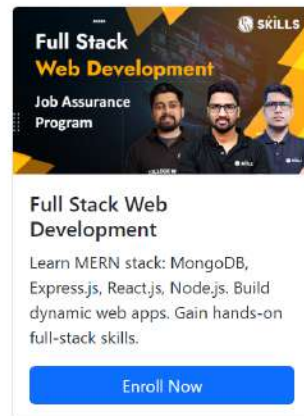 SKILLS
Full Stack
Web Development
Job Assurance
Program
Full Stack Web
Development
Learn MERN stack: MongoDB,
Express.js, React.js, Node.js. Build
dynamic web apps. Gain hands-on
full-stack skills.
Enroll Now